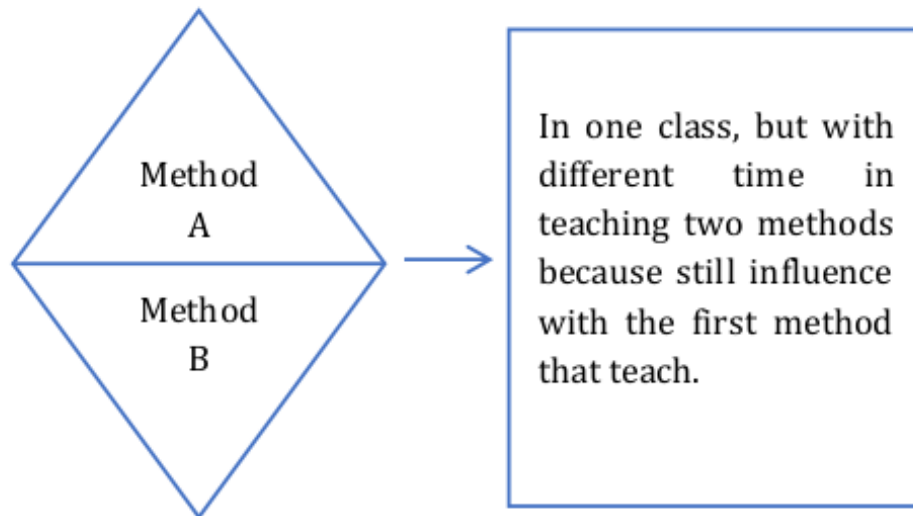 Method
A
Method
B
In one class, but with
different time in
teaching two methods
because still influence
with the first method
that teach.